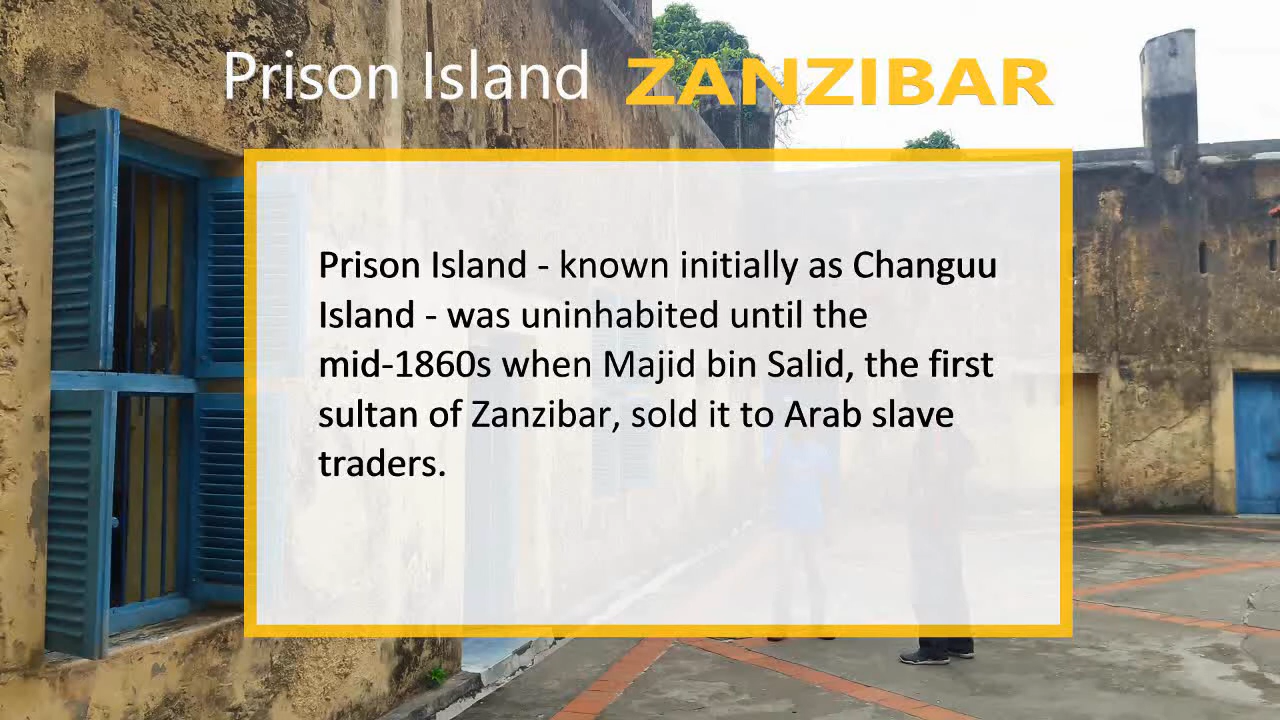 Prison Island ZANZIBAR
Prison Island - known initially as Changuu
Island - was uninhabited until the
mid-1860s when Majid bin Salid, the first
sultan of Zanzibar, sold it to Arab slave
traders.